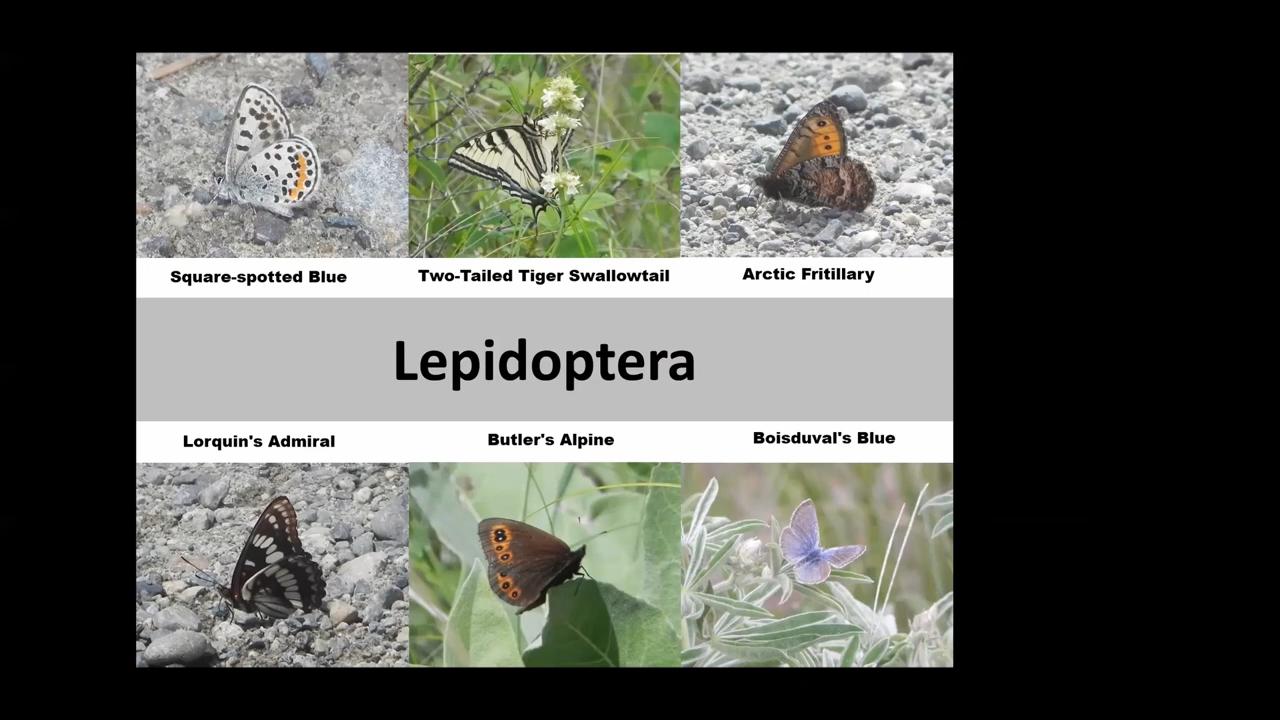 Square-spotted Blue
Two-Tailed Tiger Swallowtail
Arctic Fritillary
Lepidoptera
Lorquin's Admiral
Butler's Alpine
Boisduval's Blue